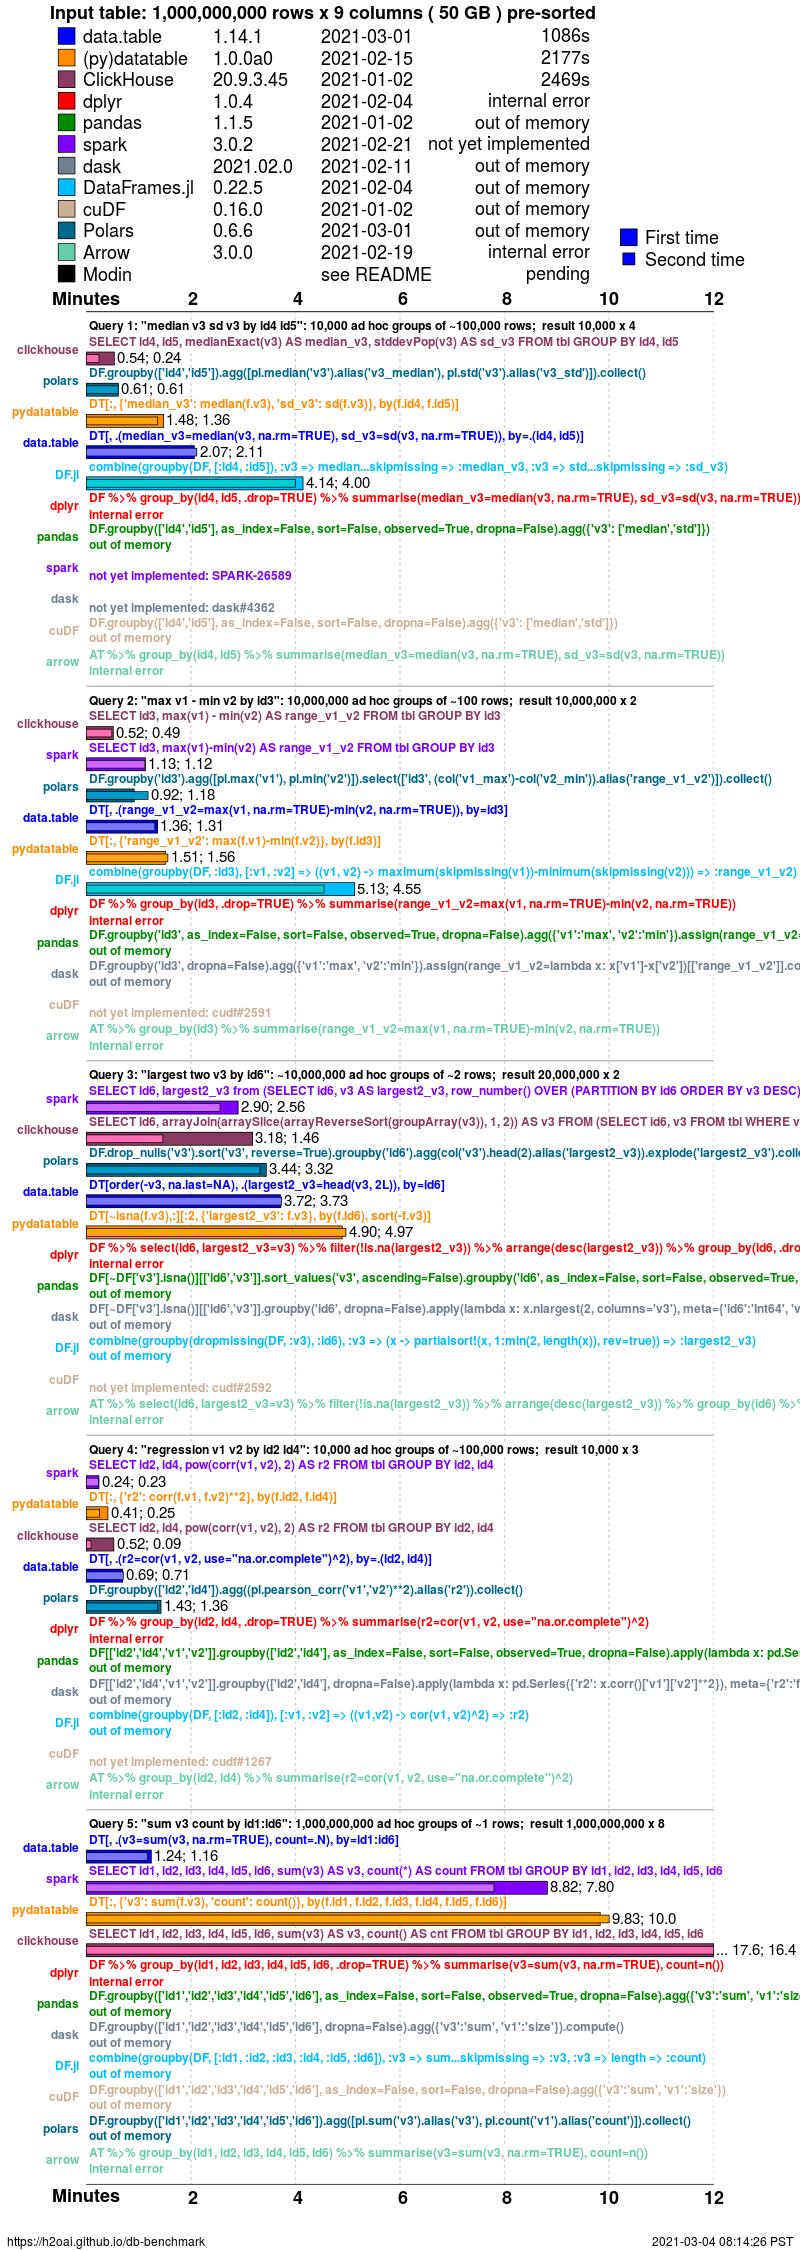 Input table: 1,000,000,000 rows x 9 columns ( 50 GB ) pre-sorted
data.table 1.14.1 2021-03-01 1086s
(py)datatable 1.0.0a0 2021-02-15 2177s
ClickHouse 20.9.3.45 2021-01-02 2469s
dplyr 1.0.4 2021-02-04 internal error
pandas 1.1.5 2021-01-02 out of memory
spark 3.0.2 2021-02-21 not yet implemented
dask 2021.02.0 2021-02-11 out of memory
DataFrames.jl 0.22.5 2021-02-04 out of memory
cuDF 0.16.0 2021-01-02 out of memory
Polars 0.6.6 2021-03-01 out of memory
Arrow 3.0.0 2021-02-19 internal error
Modin see README pending
First time
Second time
Minutes 2 4 6 8 10 12
Query 1: "median v3 sd v3 by id4 id5": 10,000 ad hoc groups of ~100,000 rows; result 10,000 x 4
clickhouse SELECT id4, id5, medianExact(v3) AS median_v3, stddevPop(v3) AS sd_v3 FROM tbl GROUP BY id4, id5
0.54; 0.24
polars DF.groupby(['id4','id5']).agg([pl.median('v3').alias('v3_median'), pl.std('v3').alias('v3_std')]).collect()
0.61; 0.61
pydatatable DT[:, {'median_v3': median(f.v3), 'sd_v3': sd(f.v3)}, by(f.id4, f.id5)]
1.48; 1.36
data.table DT[, .(median_v3=median(v3, na.rm=TRUE), sd_v3=sd(v3, na.rm=TRUE)), by=.(id4, id5)]
2.07; 2.11
DF.jl combine(groupby(DF, [:id4, :id5]), :v3 => median...skipmissing => :median_v3, :v3 => std...skipmissing => :sd_v3)
4.14; 4.00
dplyr DF %>% group_by(id4, id5, .drop=TRUE) %>% summarise(median_v3=median(v3, na.rm=TRUE), sd_v3=sd(v3, na.rm=TRUE))
internal error
pandas DF.groupby(['id4','id5'], as_index=False, sort=False, observed=True, dropna=False).agg({'v3': ['median','std']})
out of memory
spark not yet implemented: SPARK-26589
dask not yet implemented: dask#4362
cuDF DF.groupby(['id4','id5'], as_index=False, sort=False, dropna=False).agg({'v3': ['median','std']})
out of memory
arrow AT %>% group_by(id4, id5) %>% summarise(median_v3=median(v3, na.rm=TRUE), sd_v3=sd(v3, na.rm=TRUE))
internal error
Query 2: "max v1 - min v2 by id3": 10,000,000 ad hoc groups of ~100 rows; result 10,000,000 x 2
clickhouse SELECT id3, max(v1) - min(v2) AS range_v1_v2 FROM tbl GROUP BY id3
0.52; 0.49
spark SELECT id3, max(v1)-min(v2) AS range_v1_v2 FROM tbl GROUP BY id3
1.13; 1.12
polars DF.groupby('id3').agg([pl.max('v1'), pl.min('v2')]).select(['id3', (col('v1_max')-col('v2_min')).alias('range_v1_v2')]).collect()
0.92; 1.18
data.table DT[, .(range_v1_v2=max(v1, na.rm=TRUE)-min(v2, na.rm=TRUE)), by=id3]
1.36; 1.31
pydatatable DT[:, {'range_v1_v2': max(f.v1)-min(f.v2)}, by(f.id3)]
1.51; 1.56
DF.jl combine(groupby(DF, :id3), [:v1, :v2] => ((v1, v2) -> maximum(skipmissing(v1))-minimum(skipmissing(v2))) => :range_v1_v2)
5.13; 4.55
dplyr DF %>% group_by(id3, .drop=TRUE) %>% summarise(range_v1_v2=max(v1, na.rm=TRUE)-min(v2, na.rm=TRUE))
internal error
pandas DF.groupby('id3', as_index=False, sort=False, observed=True, dropna=False).agg({'v1':'max', 'v2':'min'}).assign(range_v1_v2=
out of memory
dask DF.groupby('id3', dropna=False).agg({'v1':'max', 'v2':'min'}).assign(range_v1_v2=lambda x: x['v1']-x['v2'])[['range_v1_v2']].co
out of memory
cuDF not yet implemented: cudf#2591
arrow AT %>% group_by(id3) %>% summarise(range_v1_v2=max(v1, na.rm=TRUE)-min(v2, na.rm=TRUE))
internal error
Query 3: "largest two v3 by id6": ~10,000,000 ad hoc groups of ~2 rows; result 20,000,000 x 2
spark SELECT id6, largest2_v3 from (SELECT id6, v3 AS largest2_v3, row_number() OVER (PARTITION BY id6 ORDER BY v3 DESC)
2.90; 2.56
clickhouse SELECT id6, arrayJoin(arraySlice(arrayReverseSort(groupArray(v3)), 1, 2)) AS v3 FROM (SELECT id6, v3 FROM tbl WHERE v
3.18; 1.46
polars DF.drop_nulls('v3').sort('v3', reverse=True).groupby('id6').agg(col('v3').head(2).alias('largest2_v3')).explode('largest2_v3').colle
3.44; 3.32
data.table DT[order(-v3, na.last=NA), .(largest2_v3=head(v3, 2L)), by=id6]
3.72; 3.73
pydatatable DT[~isna(f.v3),:][:2, {'largest2_v3': f.v3}, by(f.id6), sort(-f.v3)]
4.90; 4.97
dplyr DF %>% select(id6, largest2_v3=v3) %>% filter(!is.na(largest2_v3)) %>% arrange(desc(largest2_v3)) %>% group_by(id6, .dro
internal error
pandas DF[~DF['v3'].isna()][['id6','v3']].sort_values('v3', ascending=False).groupby('id6', as_index=False, sort=False, observed=True,
out of memory
dask DF[~DF['v3'].isna()][['id6','v3']].groupby('id6', dropna=False).apply(lambda x: x.nlargest(2, columns='v3'), meta={'id6':'Int64', 'v
out of memory
DF.jl combine(groupby(dropmissing(DF, :v3), :id6), :v3 => (x -> partialsort!(x, 1:min(2, length(x)), rev=true)) => :largest2_v3)
out of memory
cuDF not yet implemented: cudf#2592
arrow AT %>% select(id6, largest2_v3=v3) %>% filter(!is.na(largest2_v3)) %>% arrange(desc(largest2_v3)) %>% group_by(id6) %>%
internal error
Query 4: "regression v1 v2 by id2 id4": 10,000 ad hoc groups of ~100,000 rows; result 10,000 x 3
spark SELECT id2, id4, pow(corr(v1, v2), 2) AS r2 FROM tbl GROUP BY id2, id4
0.24; 0.23
pydatatable DT[:, {'r2': corr(f.v1, f.v2)**2}, by(f.id2, f.id4)]
0.41; 0.25
clickhouse SELECT id2, id4, pow(corr(v1, v2), 2) AS r2 FROM tbl GROUP BY id2, id4
0.52; 0.09
data.table DT[, .(r2=cor(v1, v2, use="na.or.complete")^2), by=.(id2, id4)]
0.69; 0.71
polars DF.groupby(['id2','id4']).agg((pl.pearson_corr('v1','v2')**2).alias('r2')).collect()
1.43; 1.36
dplyr DF %>% group_by(id2, id4, .drop=TRUE) %>% summarise(r2=cor(v1, v2, use="na.or.complete")^2)
internal error
pandas DF[['id2','id4','v1','v2']].groupby(['id2','id4'], as_index=False, sort=False, observed=True, dropna=False).apply(lambda x: pd.Se
out of memory
dask DF[['id2','id4','v1','v2']].groupby(['id2','id4'], dropna=False).apply(lambda x: pd.Series({'r2': x.corr()['v1']['v2']**2}), meta={'r2':'f
out of memory
DF.jl combine(groupby(DF, [:id2, :id4]), [:v1, :v2] => ((v1,v2) -> cor(v1, v2)^2) => :r2)
out of memory
cuDF not yet implemented: cudf#1267
arrow AT %>% group_by(id2, id4) %>% summarise(r2=cor(v1, v2, use="na.or.complete")^2)
internal error
Query 5: "sum v3 count by id1:id6": 1,000,000,000 ad hoc groups of ~1 rows; result 1,000,000,000 x 8
data.table DT[, .(v3=sum(v3, na.rm=TRUE), count=.N), by=id1:id6]
1.24; 1.16
spark SELECT id1, id2, id3, id4, id5, id6, sum(v3) AS v3, count(*) AS count FROM tbl GROUP BY id1, id2, id3, id4, id5, id6
8.82; 7.80
pydatatable DT[:, {'v3': sum(f.v3), 'count': count()}, by(f.id1, f.id2, f.id3, f.id4, f.id5, f.id6)]
9.83; 10.0
clickhouse SELECT id1, id2, id3, id4, id5, id6, sum(v3) AS v3, count() AS cnt FROM tbl GROUP BY id1, id2, id3, id4, id5, id6
... 17.6; 16.4
dplyr DF %>% group_by(id1, id2, id3, id4, id5, id6, .drop=TRUE) %>% summarise(v3=sum(v3, na.rm=TRUE), count=n())
internal error
pandas DF.groupby(['id1','id2','id3','id4','id5','id6'], as_index=False, sort=False, observed=True, dropna=False).agg({'v3':'sum', 'v1':'size
out of memory
dask DF.groupby(['id1','id2','id3','id4','id5','id6'], dropna=False).agg({'v3':'sum', 'v1':'size'}).compute()
out of memory
DF.jl combine(groupby(DF, [:id1, :id2, :id3, :id4, :id5, :id6]), :v3 => sum...skipmissing => :v3, :v3 => length => :count)
out of memory
cuDF DF.groupby(['id1','id2','id3','id4','id5','id6'], as_index=False, sort=False, dropna=False).agg({'v3':'sum', 'v1':'size'})
out of memory
polars DF.groupby(['id1','id2','id3','id4','id5','id6']).agg([pl.sum('v3').alias('v3'), pl.count('v1').alias('count')]).collect()
out of memory
arrow AT %>% group_by(id1, id2, id3, id4, id5, id6) %>% summarise(v3=sum(v3, na.rm=TRUE), count=n())
internal error
Minutes 2 4 6 8 10 12
https://h2oai.github.io/db-benchmark 2021-03-04 08:14:26 PST